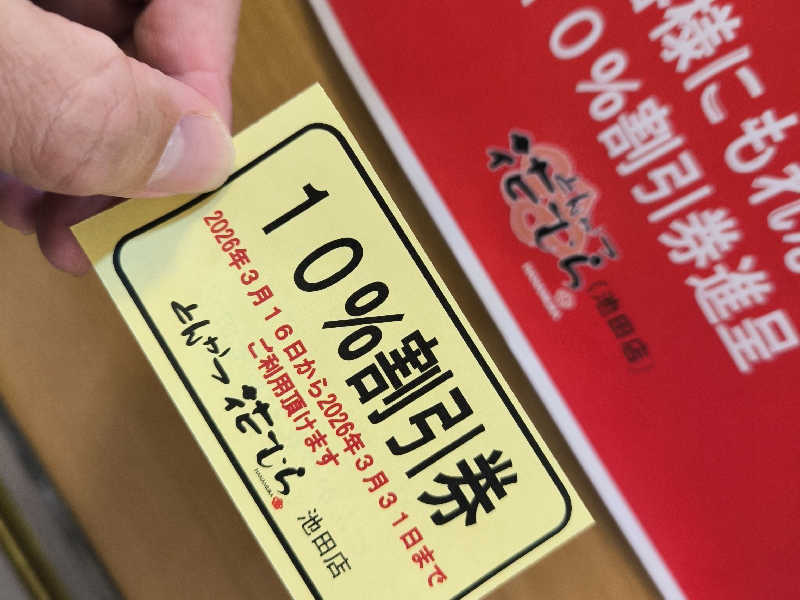 １０％割引券
2026年３月１６日から2026年３月３１日まで
ご利用頂けます
とんかつ 花むら
HANAMURA
池田店
様にもれ
１０％割引券進呈
とんかつ
花むら
HANAMURA
（池田店）